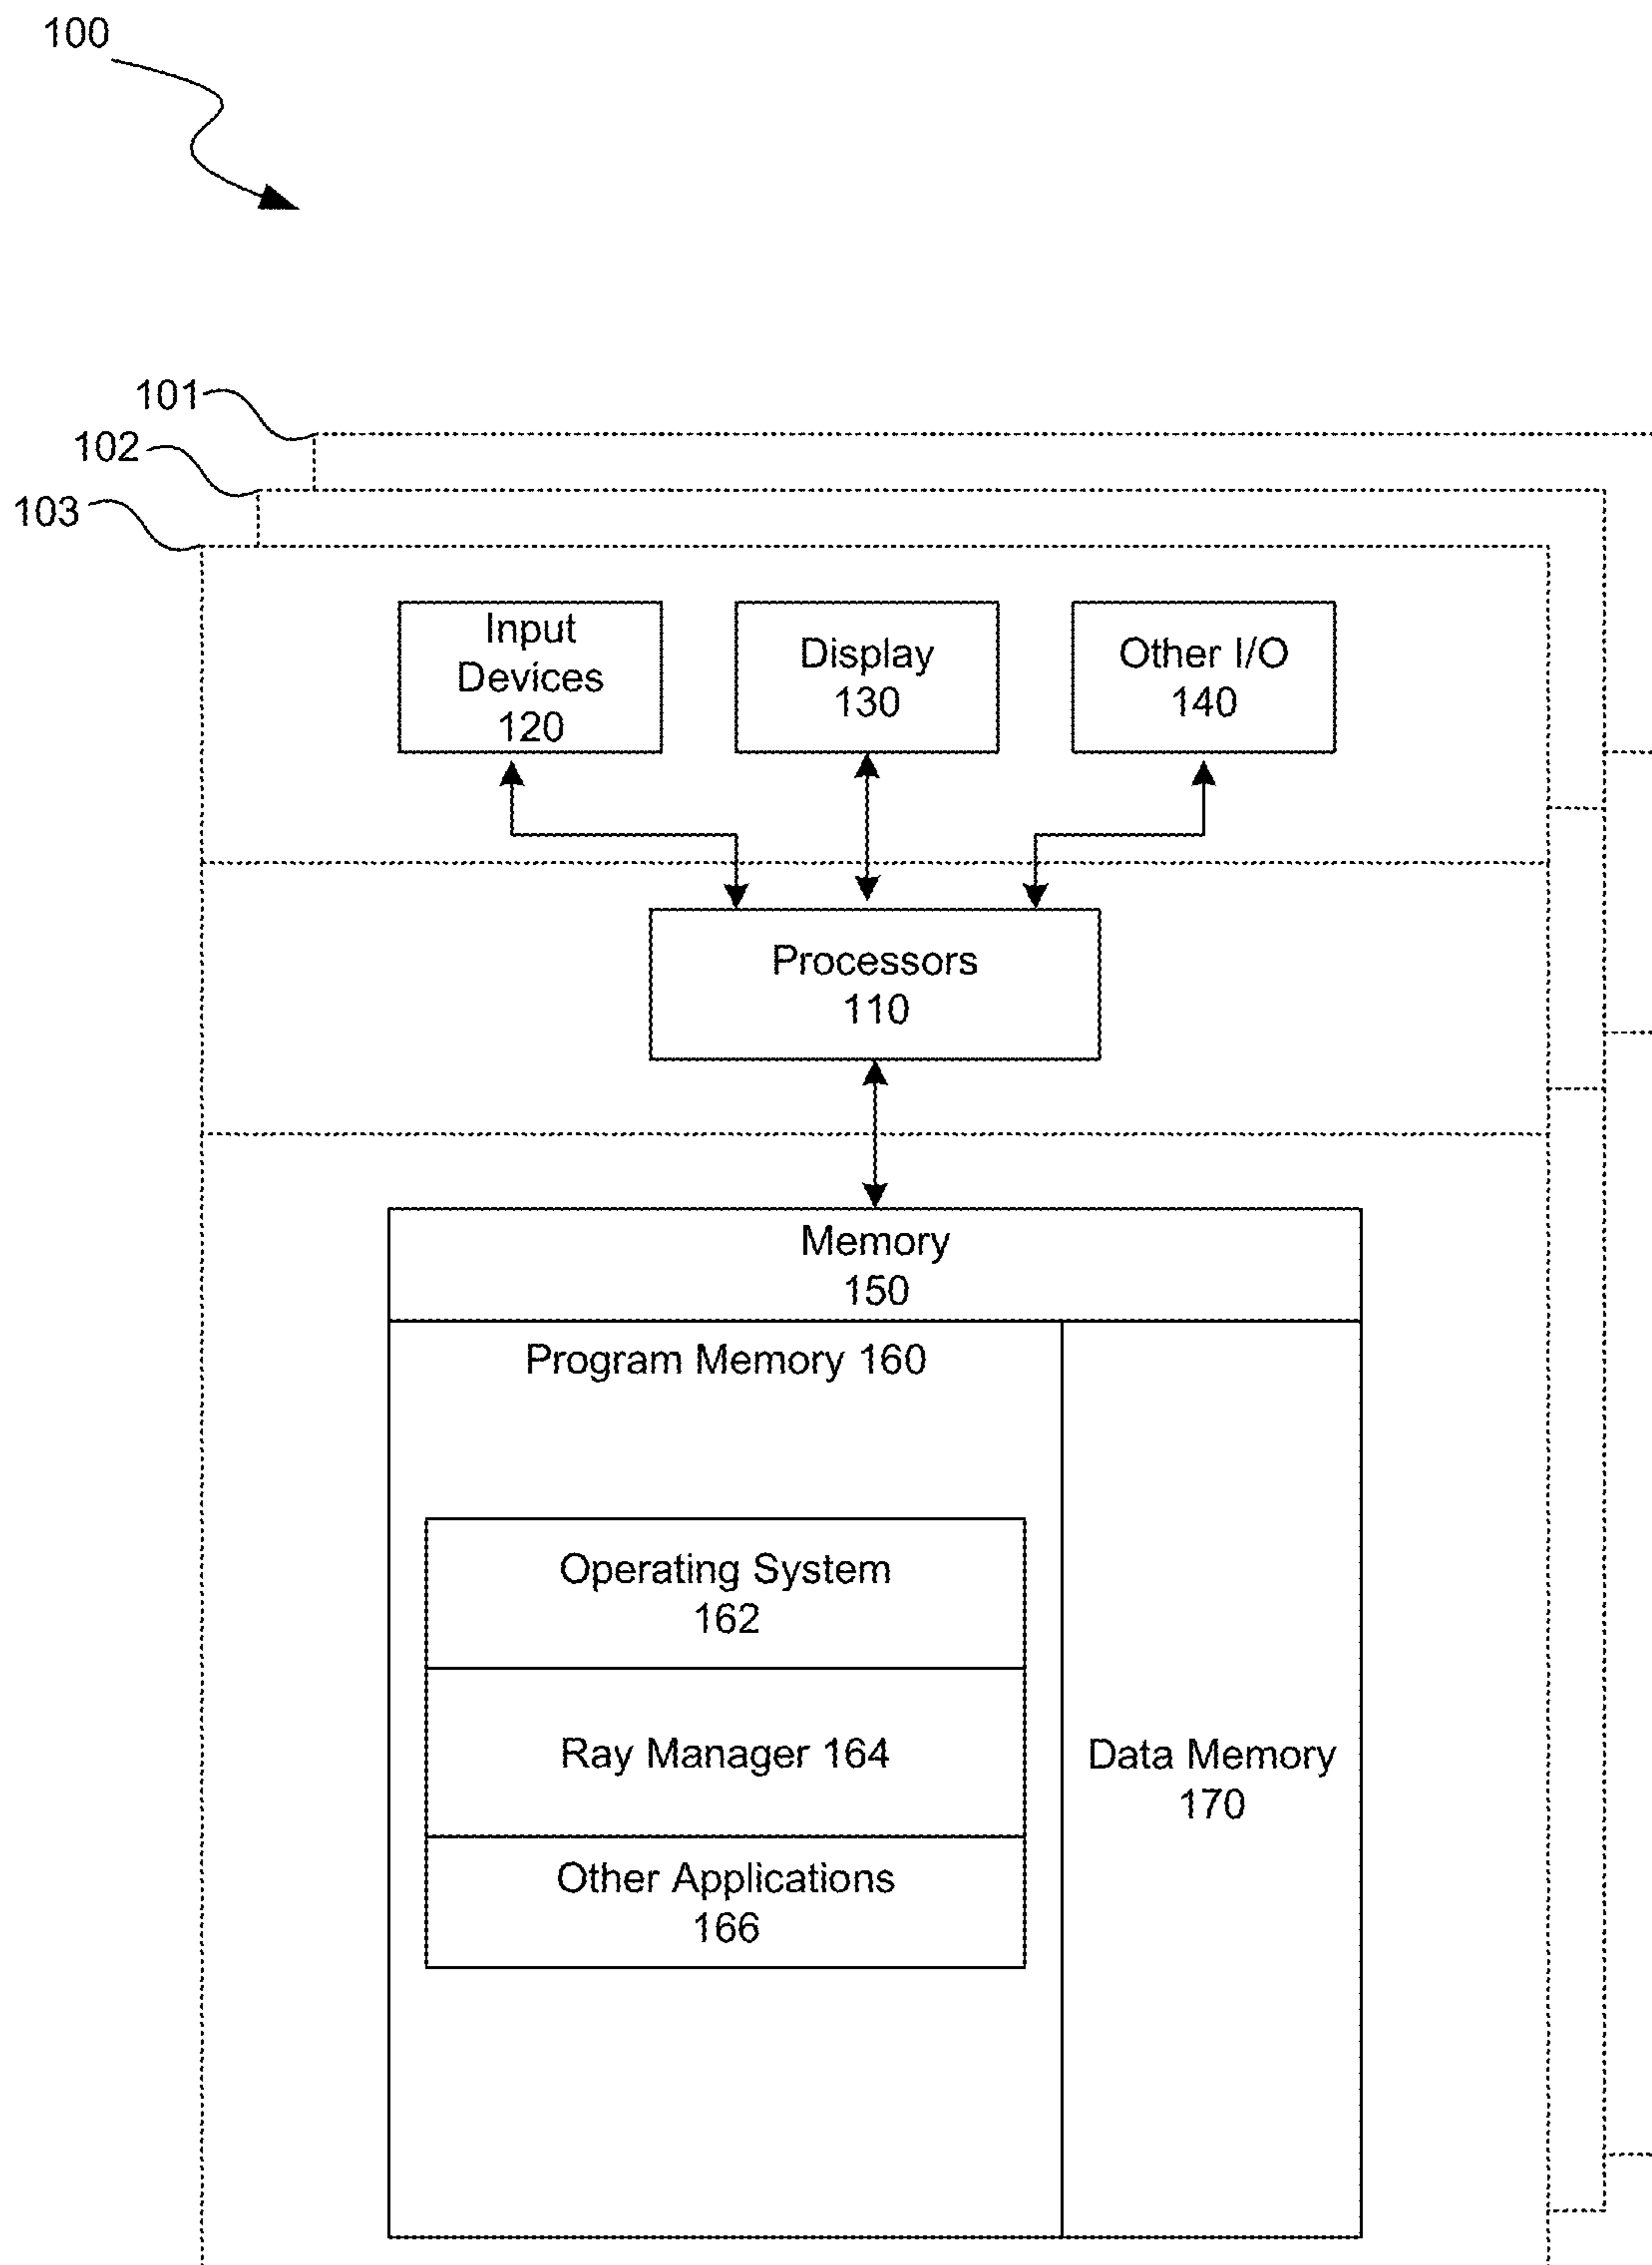 100
101
102
103
Input
Devices
120
Display
130
Other I/O
140
Processors
110
Memory
150
Program Memory 160
Operating System
162
Ray Manager 164
Other Applications
166
Data Memory
170